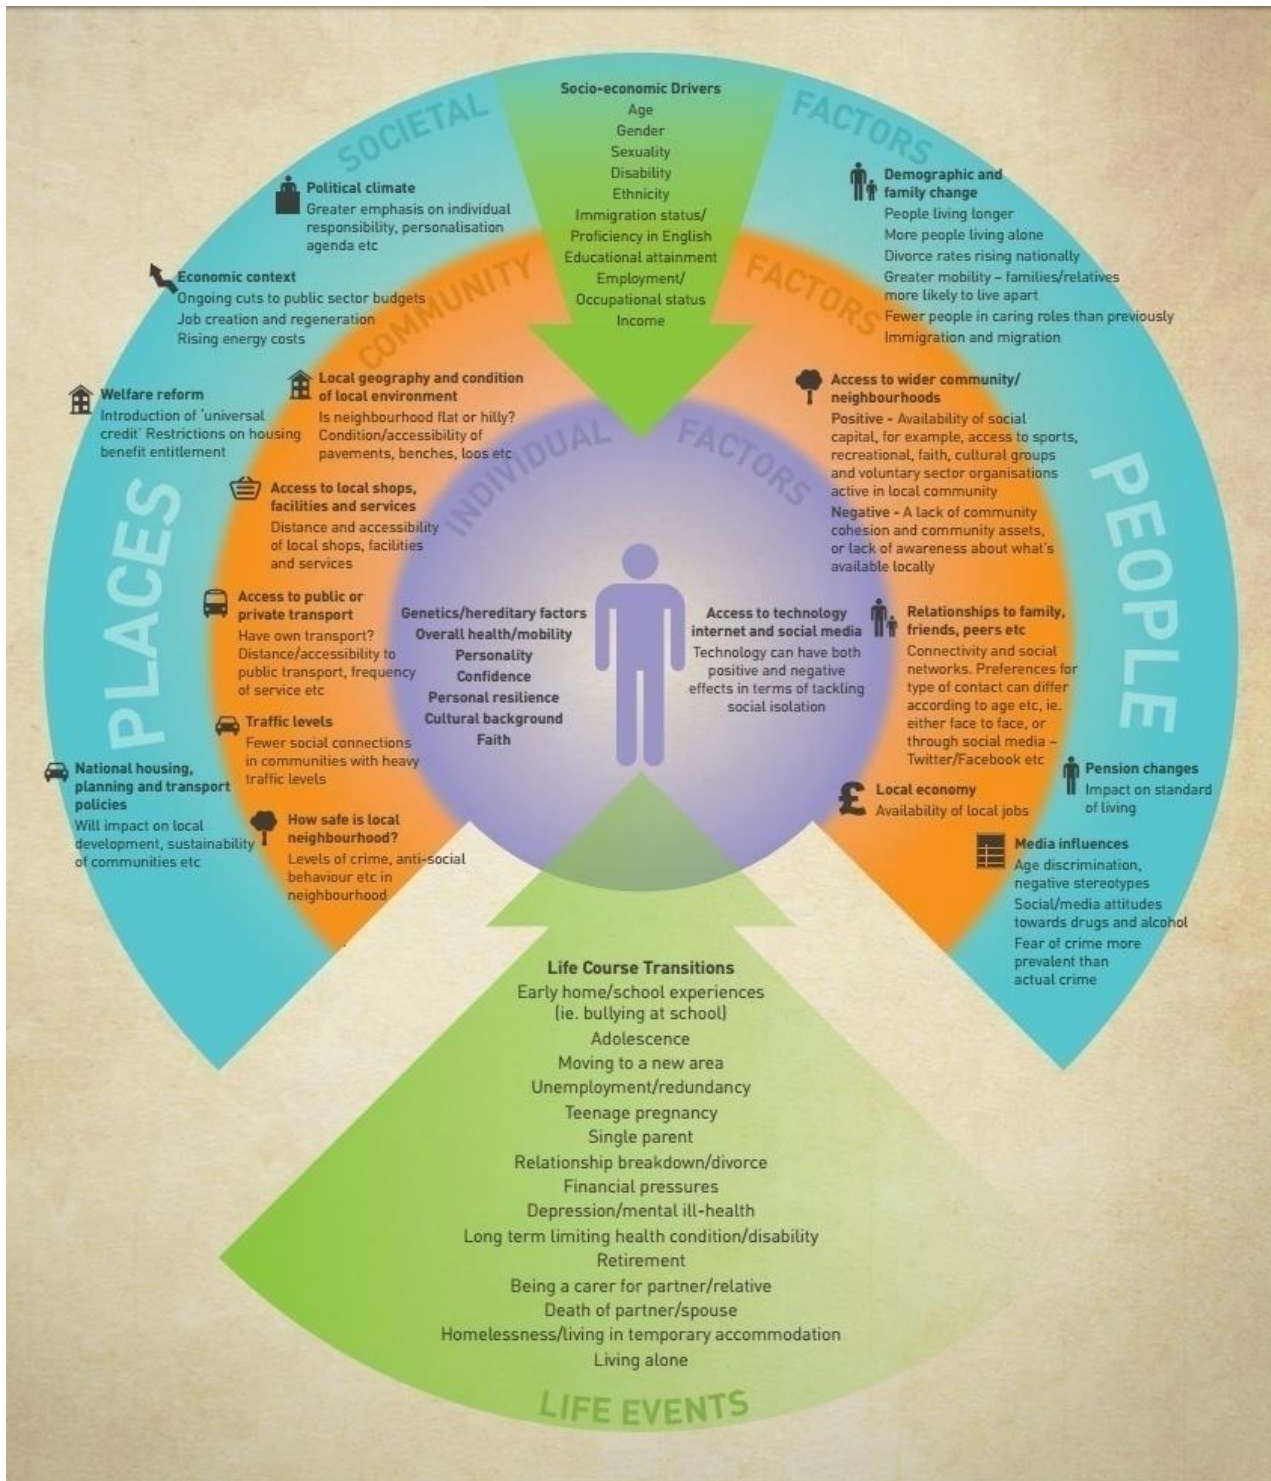 SOCIETAL
FACTORS
Socio-economic Drivers
Age
Gender
Sexuality
Disability
Ethnicity
Immigration status/
Proficiency in English
Educational attainment
Employment/
Occupational status
Income
Political climate
Greater emphasis on individual
responsibility, personalisation
agenda etc
Economic context
Ongoing cuts to public sector budgets
Job creation and regeneration
Rising energy costs
Welfare reform
Introduction of 'universal
credit' Restrictions on housing
benefit entitlement
PLACES
National housing,
planning and transport
policies
Will impact on local
development, sustainability
of communities etc
Demographic and
family change
People living longer
More people living alone
Divorce rates rising nationally
Greater mobility – families/relatives
more likely to live apart
Fewer people in caring roles than previously
Immigration and migration
PEOPLE
Pension changes
Impact on standard
of living
Media influences
Age discrimination,
negative stereotypes
Social/media attitudes
towards drugs and alcohol
Fear of crime more
prevalent than
actual crime
COMMUNITY
FACTORS
Local geography and condition
of local environment
Is neighbourhood flat or hilly?
Condition/accessibility of
pavements, benches, loos etc
Access to local shops,
facilities and services
Distance and accessibility
of local shops, facilities
and services
Access to public or
private transport
Have own transport?
Distance/accessibility to
public transport, frequency
of service etc
Traffic levels
Fewer social connections
in communities with heavy
traffic levels
How safe is local
neighbourhood?
Levels of crime, anti-social
behaviour etc in
neighbourhood
Access to wider community/
neighbourhoods
Positive - Availability of social
capital, for example, access to sports,
recreational, faith, cultural groups
and voluntary sector organisations
active in local community
Negative - A lack of community
cohesion and community assets,
or lack of awareness about what's
available locally
Relationships to family,
friends, peers etc
Connectivity and social
networks. Preferences for
type of contact can differ
according to age etc, ie.
either face to face, or
through social media –
Twitter/Facebook etc
£
Local economy
Availability of local jobs
INDIVIDUAL
FACTORS
Genetics/hereditary factors
Overall health/mobility
Personality
Confidence
Personal resilience
Cultural background
Faith
Access to technology
internet and social media
Technology can have both
positive and negative
effects in terms of tackling
social isolation
Life Course Transitions
Early home/school experiences
(ie. bullying at school)
Adolescence
Moving to a new area
Unemployment/redundancy
Teenage pregnancy
Single parent
Relationship breakdown/divorce
Financial pressures
Depression/mental ill-health
Long term limiting health condition/disability
Retirement
Being a carer for partner/relative
Death of partner/spouse
Homelessness/living in temporary accommodation
Living alone
LIFE EVENTS